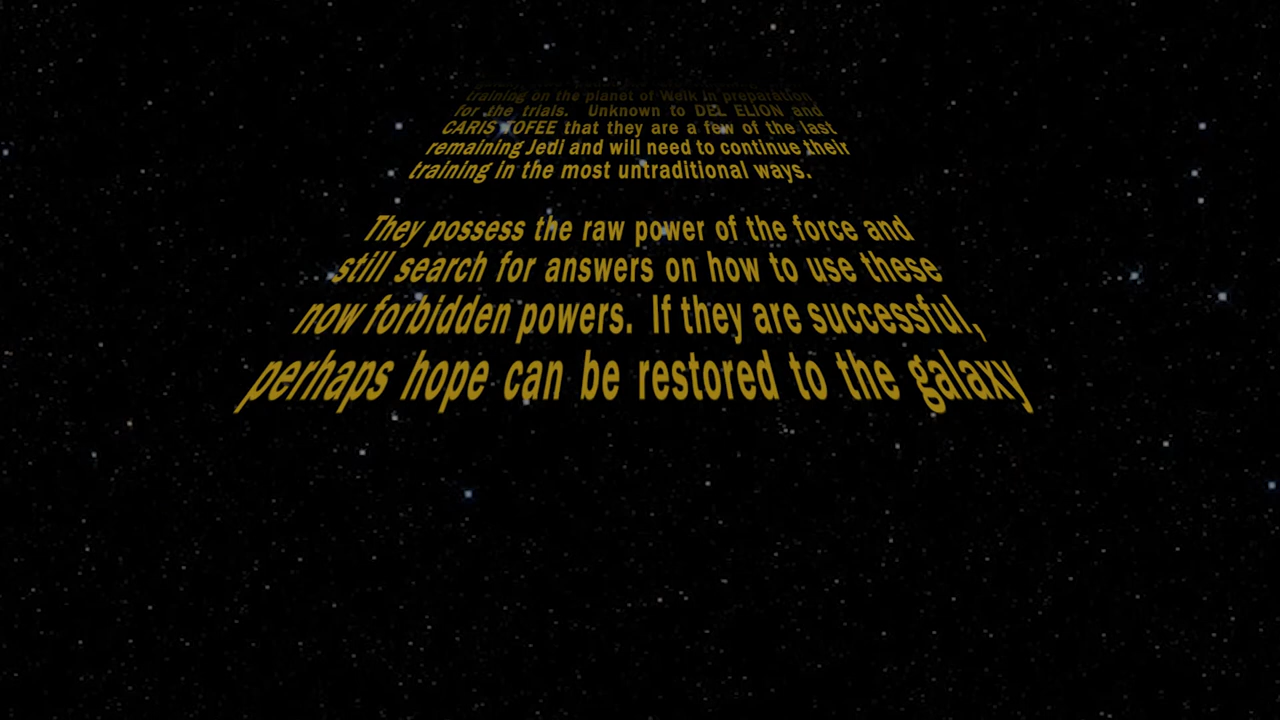 training on the planet of Welk in preparation
for the trials. Unknown to DEL ELION and
CARIS TOFEE that they are a few of the last
remaining Jedi and will need to continue their
training in the most untraditional ways.
They possess the raw power of the force and
still search for answers on how to use these
now forbidden powers. If they are successful,
perhaps hope can be restored to the galaxy